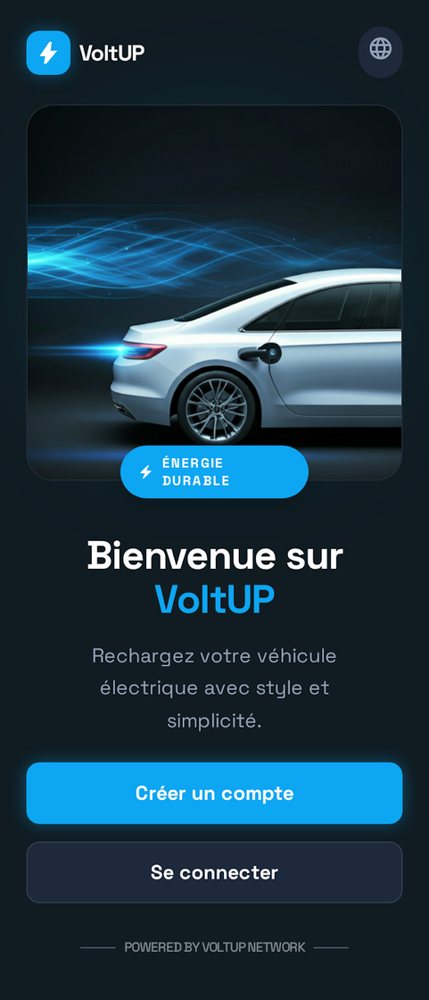 VoltUP
ÉNERGIE
DURABLE
Bienvenue sur
VoltUP
Rechargez votre véhicule
électrique avec style et
simplicité.
Créer un compte
Se connecter
POWERED BY VOLTUP NETWORK